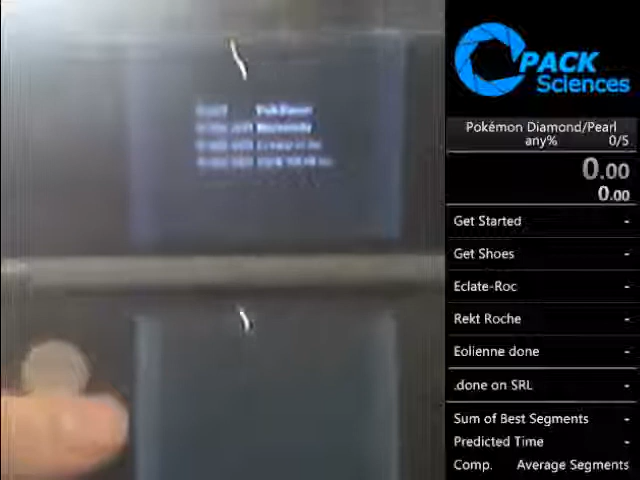 PACK
Sciences
Pokémon Diamond/Pearl
any% 0/5
0.00
0.00
Get Started -
Get Shoes -
Eclate-Roc -
Rekt Roche -
Eolienne done -
.done on SRL -
Sum of Best Segments -
Predicted Time -
Comp. Average Segments